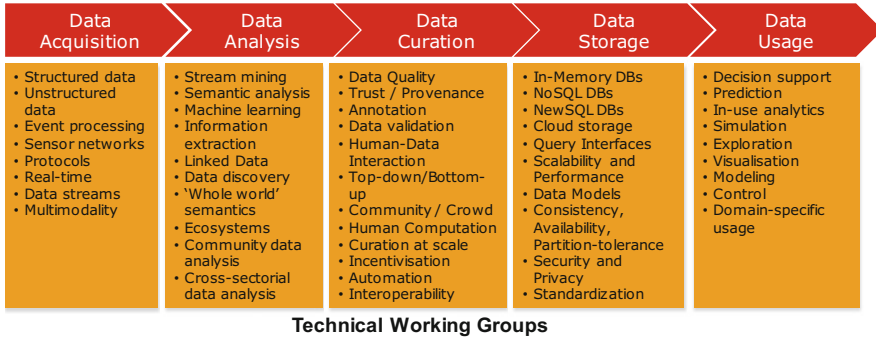 Data
Acquisition
Data
Analysis
Data
Curation
Data
Storage
Data
Usage
• Structured data
• Unstructured
data
• Event processing
• Sensor networks
• Protocols
• Real-time
• Data streams
• Multimodality
• Stream mining
• Semantic analysis
• Machine learning
• Information
extraction
• Linked Data
• Data discovery
• ‘Whole world’
semantics
• Ecosystems
• Community data
analysis
• Cross-sectorial
data analysis
• Data Quality
• Trust / Provenance
• Annotation
• Data validation
• Human-Data
Interaction
• Top-down/Bottom-
up
• Community / Crowd
• Human Computation
• Curation at scale
• Incentivisation
• Automation
• Interoperability
• In-Memory DBs
• NoSQL DBs
• NewSQL DBs
• Cloud storage
• Query Interfaces
• Scalability and
Performance
• Data Models
• Consistency,
Availability,
Partition-tolerance
• Security and
Privacy
• Standardization
• Decision support
• Prediction
• In-use analytics
• Simulation
• Exploration
• Visualisation
• Modeling
• Control
• Domain-specific
usage
Technical Working Groups